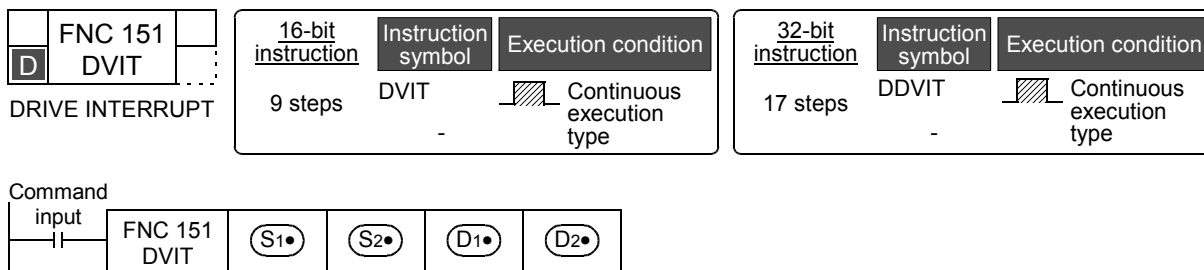 FNC 151
D DVIT
DRIVE INTERRUPT
16-bit
instruction
9 steps
Instruction
symbol
Execution condition
DVIT
Continuous
execution
type
-
32-bit
instruction
17 steps
Instruction
symbol
Execution condition
DDVIT
Continuous
execution
type
-
Command
input
FNC 151
DVIT
S1• S2• D1• D2•